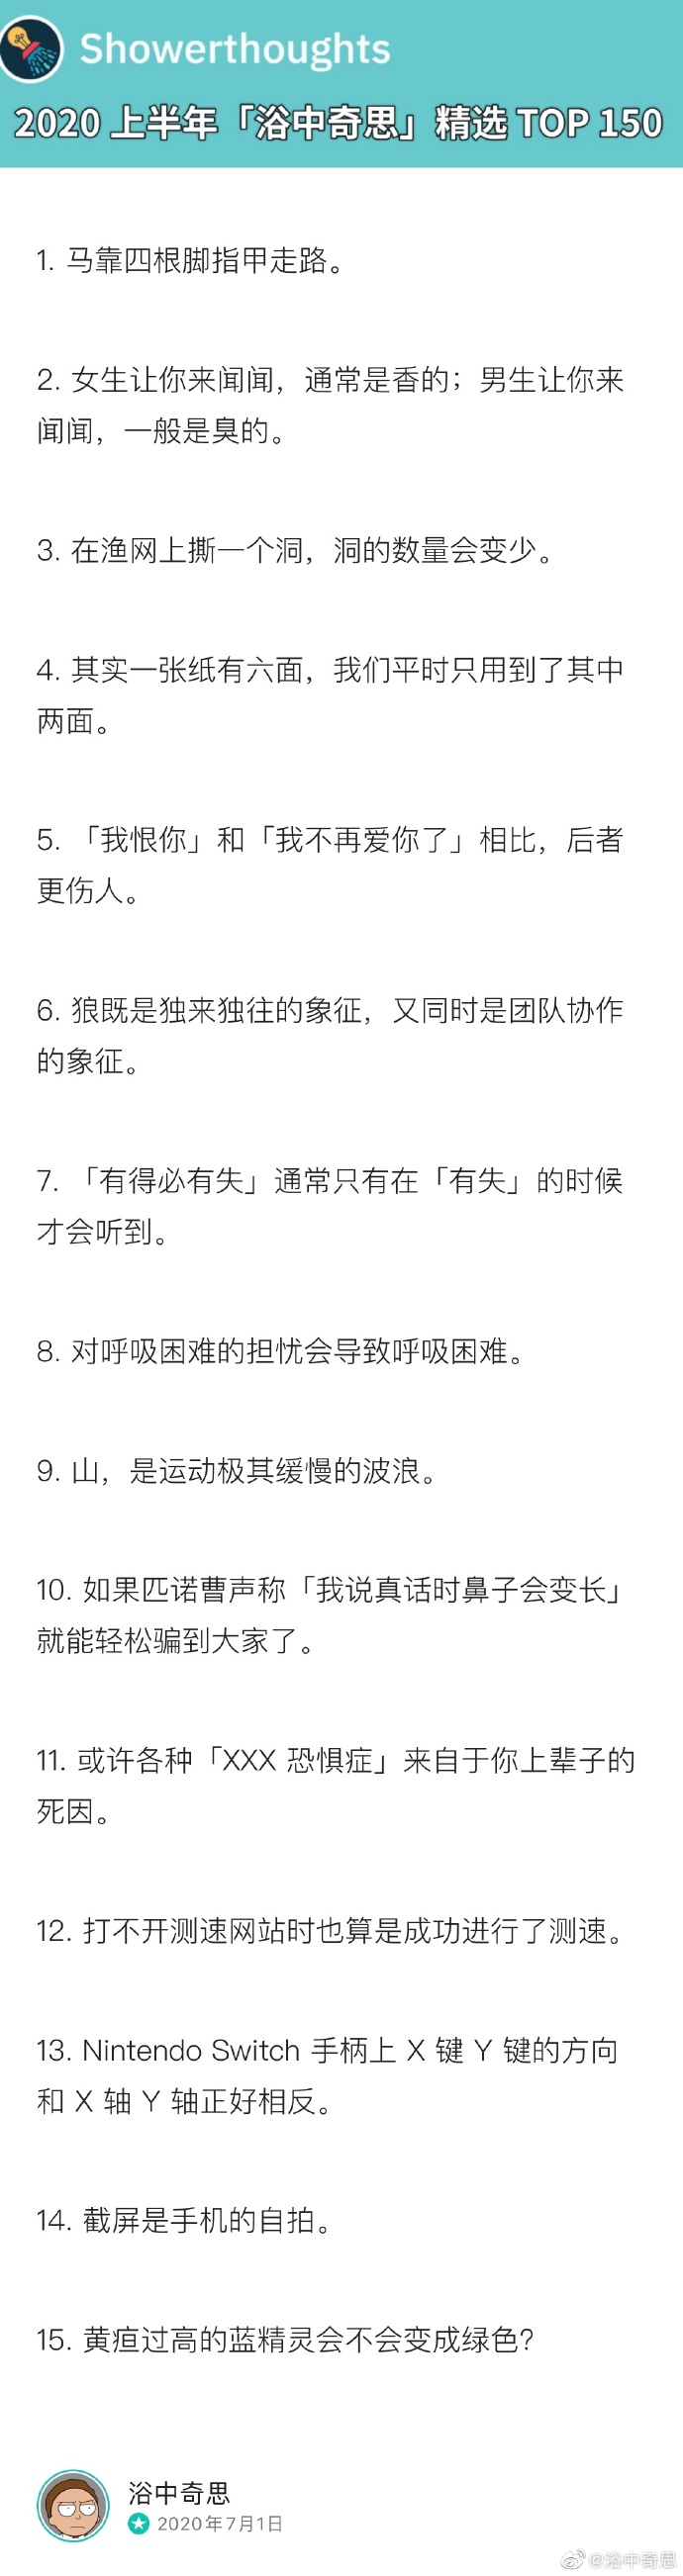 Showerthoughts
2020 上半年「浴中奇思」精选 TOP 150
1. 马靠四根脚指甲走路。
2. 女生让你来闻闻，通常是香的；男生让你来
闻闻，一般是臭的。
3. 在渔网上撕一个洞，洞的数量会变少。
4. 其实一张纸有六面，我们平时只用到了其中
两面。
5. 「我恨你」和「我不再爱你了」相比，后者
更伤人。
6. 狼既是独来独往的象征，又同时是团队协作
的象征。
7. 「有得必有失」通常只有在「有失」的时候
才会听到。
8. 对呼吸困难的担忧会导致呼吸困难。
9. 山，是运动极其缓慢的波浪。
10. 如果匹诺曹声称「我说真话时鼻子会变长」
就能轻松骗到大家了。
11. 或许各种「XXX 恐惧症」来自于你上辈子的
死因。
12. 打不开测速网站时也算是成功进行了测速。
13. Nintendo Switch 手柄上 X 键 Y 键的方向
和 X 轴 Y 轴正好相反。
14. 截屏是手机的自拍。
15. 黄疸过高的蓝精灵会不会变成绿色？
浴中奇思
2020年7月1日
@浴中奇思